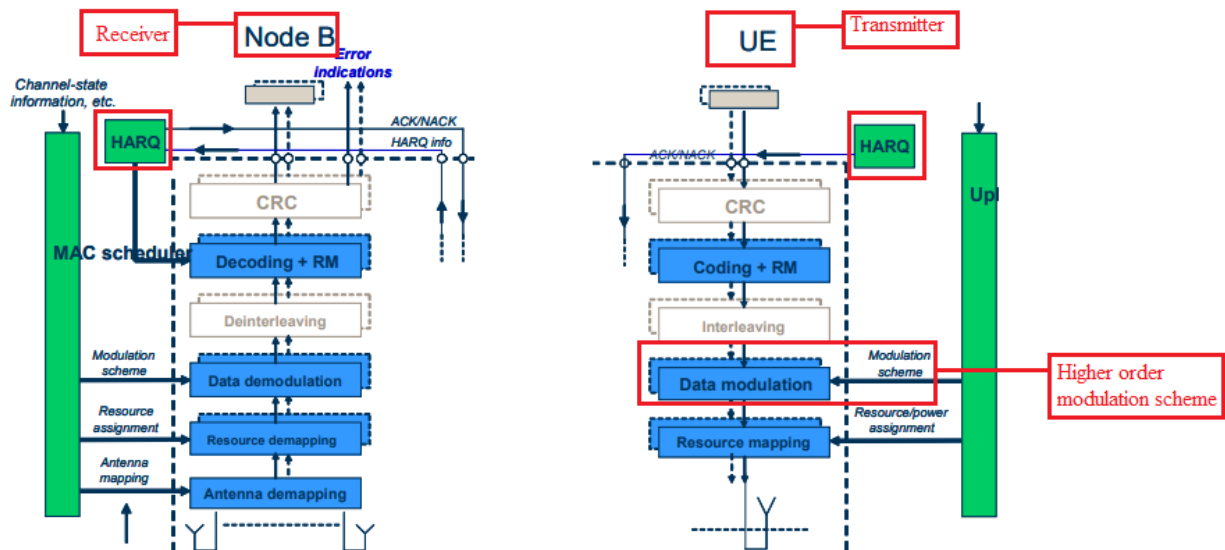 Receiver
Node B
Error
indications
Channel-state
information, etc.
HARQ
ACK/NACK
HARQ info
CRC
MAC scheduler
Decoding + RM
Deinterleaving
Modulation
scheme
Data demodulation
Resource
assignment
Resource demapping
Antenna
mapping
Antenna demapping
UE
Transmitter
ACK/NACK
HARQ
CRC
Upl
Coding + RM
Interleaving
Modulation
scheme
Data modulation
Higher order
modulation scheme
Resource/power
assignment
Resource mapping